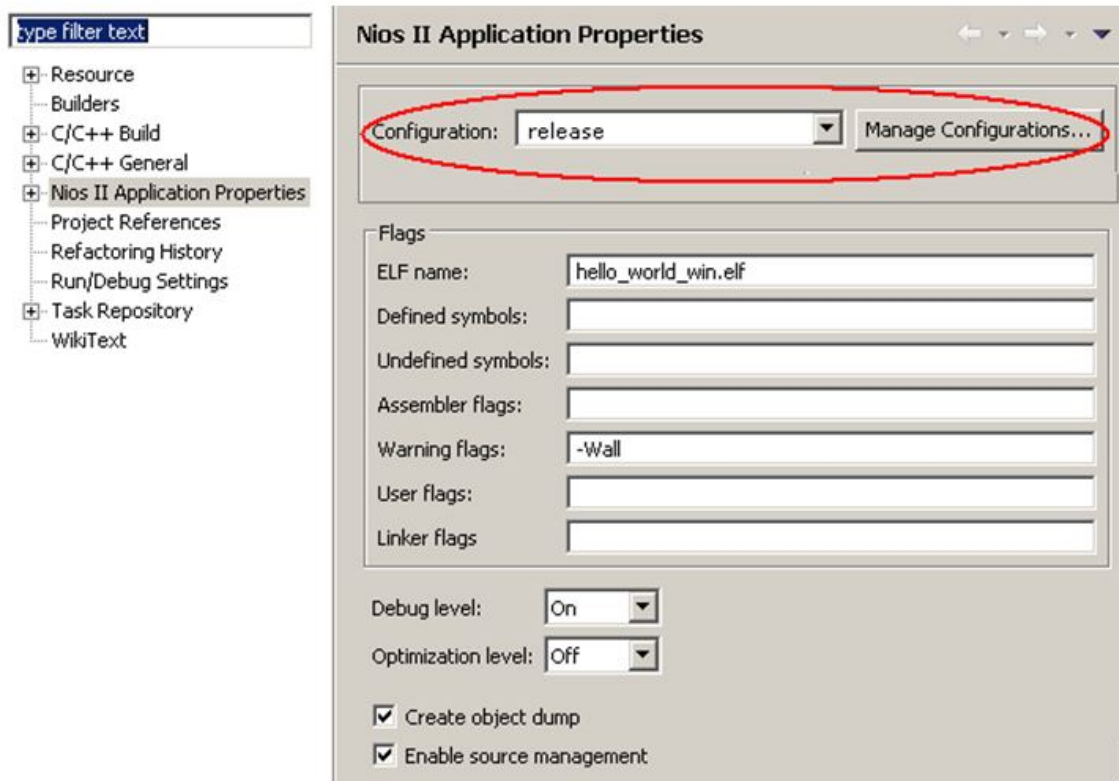 type filter text
Resource
Builders
C/C++ Build
C/C++ General
Nios II Application Properties
Project References
Refactoring History
Run/Debug Settings
Task Repository
WikiText
Nios II Application Properties
Configuration: release Manage Configurations...
Flags
ELF name: hello_world_win.elf
Defined symbols:
Undefined symbols:
Assembler flags:
Warning flags: -Wall
User flags:
Linker flags
Debug level: On
Optimization level: Off
Create object dump
Enable source management